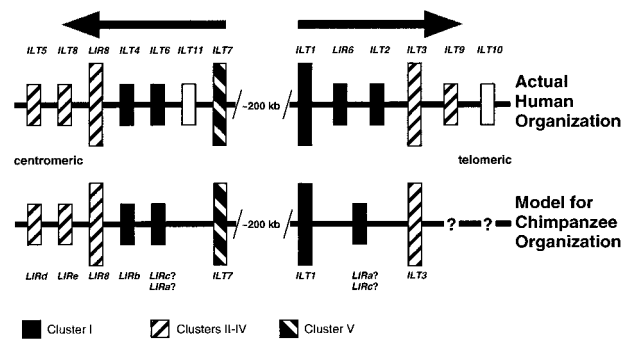 ILT5 ILT8 LIR8 ILT4 ILT6 ILT11 ILT7 ILT1 LIR6 ILT2 ILT3 ILT9 ILT10
Actual
Human
Organization
~200 kb
centromeric telomeric
Model for
Chimpanzee
Organization
~200 kb ? ?
LIRd LIRe LIR8 LIRb LIRc? ILT7 ILT1 LIRa? ILT3
LIRa? LIRc?
Cluster I Clusters II-IV Cluster V